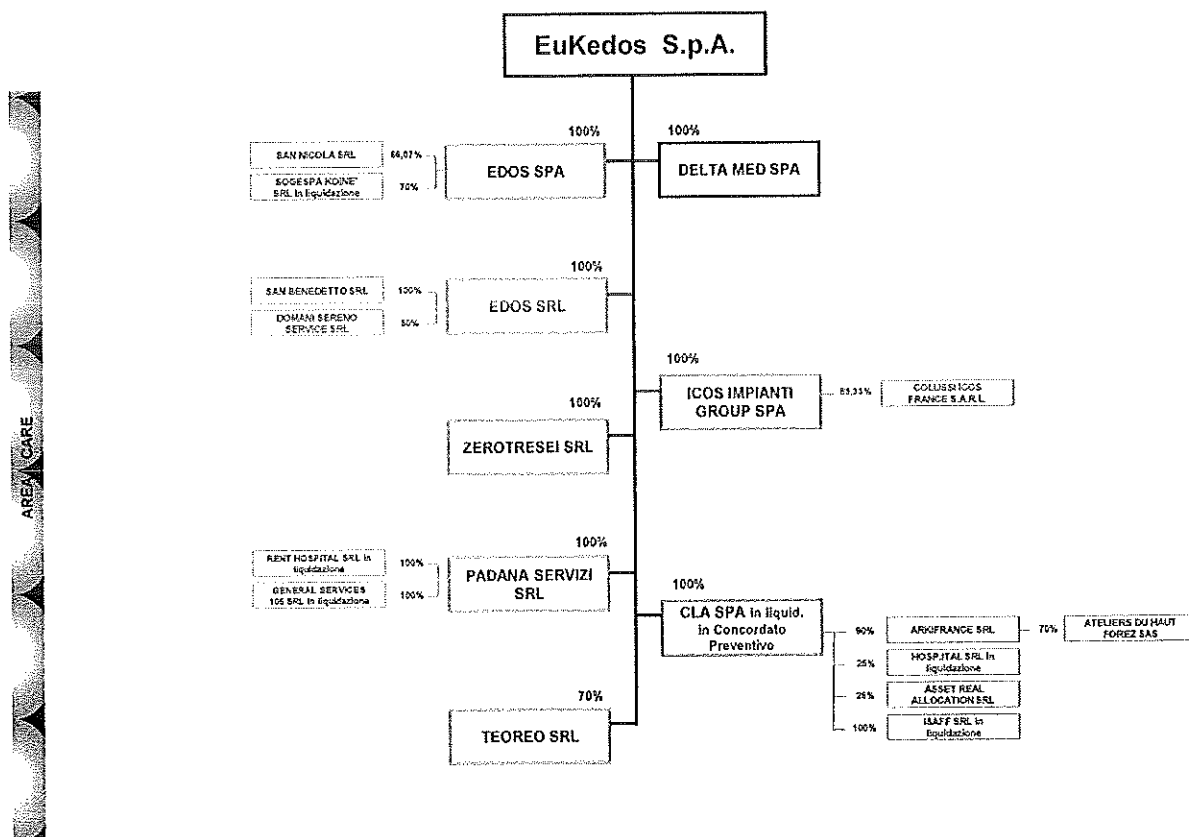 EuKedos S.p.A.
100%
100%
SAN NICOLA SRL
EDOS SPA
DELTA MED SPA
SOGESPA KOINE'
SRL in liquidazione
70%
100%
SAN BENEDETTO SRL
100%
EDOS SRL
DOMANI SERENO
SERVICE SRL
100%
ICOS IMPIANTI
GROUP SPA
COLUSSI ICOS
FRANCE S.A.R.L.
100%
ZEROTRESEI SRL
AREA CARE
100%
RENT HOSPITAL SRL in
liquidazione
100%
PADANA SERVIZI
SRL
GENERAL SERVICES
105 SRL in liquidazione
100%
100%
CLA SPA in liquid.
in Concordato
Preventivo
ARKIFRANCE SRL
70%
ATELIERS DU HAUT
FOREZ SAS
25%
HOSPITAL SRL in
liquidazione
ASSET REAL
ALLOCATION SRL
100%
ISAFF SRL in
liquidazione
70%
TEOREO SRL